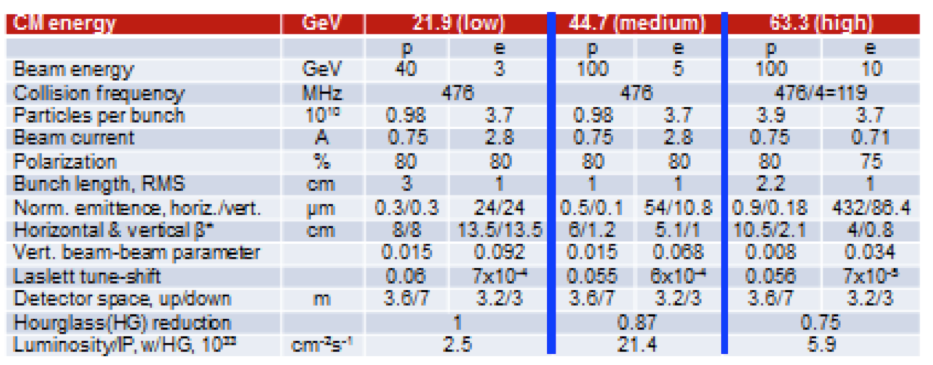 CM energy GeV 21.9 (low) 44.7 (medium) 63.3 (high)
p e p e p e
Beam energy GeV 40 3 100 5 100 10
Collision frequency MHz 476 476 476/4=119
Particles per bunch 10¹⁰ 0.98 3.7 0.98 3.7 3.9 3.7
Beam current A 0.75 2.8 0.75 2.8 0.75 0.71
Polarization % 80 80 80 80 80 75
Bunch length, RMS cm 3 1 1 1 2.2 1
Norm. emittence, horiz./vert. μm 0.3/0.3 24/24 0.5/0.1 54/10.8 0.9/0.18 432/86.4
Horizontal & vertical β* cm 8/8 13.5/13.5 6/1.2 5.1/1 10.5/2.1 4/0.8
Vert. beam-beam parameter 0.015 0.092 0.015 0.068 0.008 0.034
Laslett tune-shift 0.06 7x10⁻⁴ 0.055 6x10⁻⁴ 0.056 7x10⁻⁵
Detector space, up/down m 3.6/7 3.2/3 3.6/7 3.2/3 3.6/7 3.2/3
Hourglass(HG) reduction 1 0.87 0.75
Luminosity/IP, w/HG, 10³³ cm⁻²s⁻¹ 2.5 21.4 5.9